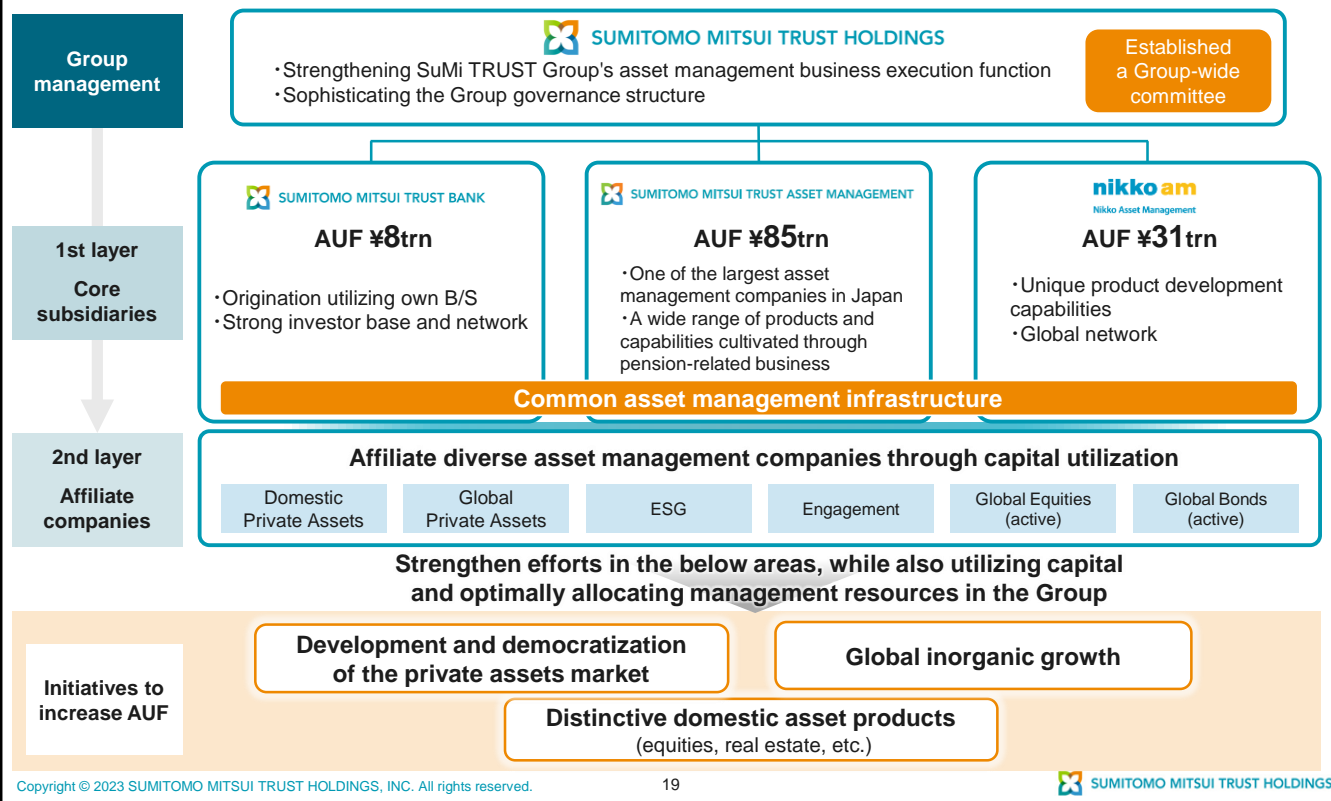 Group
management
SUMITOMO MITSUI TRUST HOLDINGS
・Strengthening SuMi TRUST Group's asset management business execution function
・Sophisticating the Group governance structure
Established
a Group-wide
committee
1st layer
Core
subsidiaries
SUMITOMO MITSUI TRUST BANK
AUF ¥8trn
・Origination utilizing own B/S
・Strong investor base and network
SUMITOMO MITSUI TRUST ASSET MANAGEMENT
AUF ¥85trn
・One of the largest asset
management companies in Japan
・A wide range of products and
capabilities cultivated through
pension-related business
nikko am
Nikko Asset Management
AUF ¥31trn
・Unique product development
capabilities
・Global network
Common asset management infrastructure
2nd layer
Affiliate
companies
Affiliate diverse asset management companies through capital utilization
Domestic
Private Assets
Global
Private Assets
ESG
Engagement
Global Equities
(active)
Global Bonds
(active)
Strengthen efforts in the below areas, while also utilizing capital
and optimally allocating management resources in the Group
Initiatives to
increase AUF
Development and democratization
of the private assets market
Global inorganic growth
Distinctive domestic asset products
(equities, real estate, etc.)
Copyright © 2023 SUMITOMO MITSUI TRUST HOLDINGS, INC. All rights reserved.
19
SUMITOMO MITSUI TRUST HOLDINGS